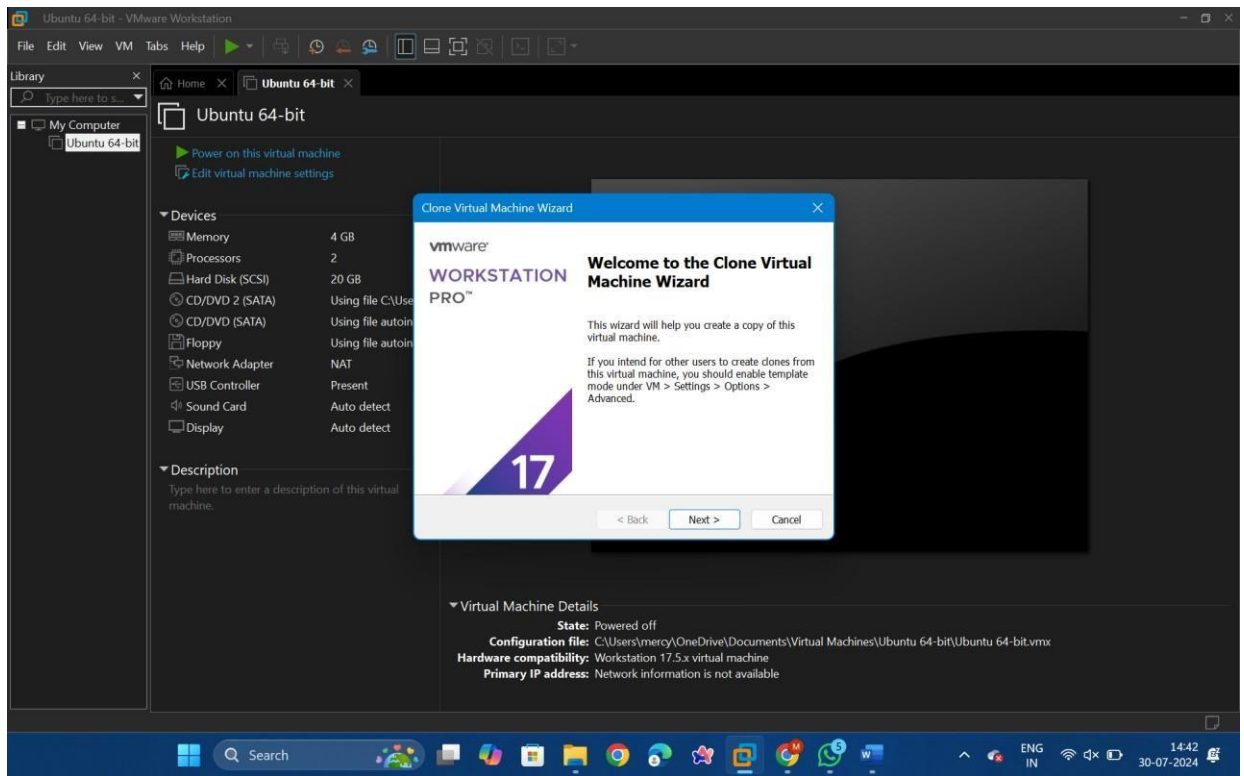 Ubuntu 64-bit - VMware Workstation
File Edit View VM Tabs Help
Library
Type here to s...
My Computer
Ubuntu 64-bit
Home
Ubuntu 64-bit
Ubuntu 64-bit
Power on this virtual machine
Edit virtual machine settings
Devices
Memory 4 GB
Processors 2
Hard Disk (SCSI) 20 GB
CD/DVD 2 (SATA) Using file C:\Use
CD/DVD (SATA) Using file autoin
Floppy Using file autoin
Network Adapter NAT
USB Controller Present
Sound Card Auto detect
Display Auto detect
Description
Type here to enter a description of this virtual
machine.
Clone Virtual Machine Wizard
vmware
WORKSTATION
PRO™
17
Welcome to the Clone Virtual
Machine Wizard
This wizard will help you create a copy of this
virtual machine.
If you intend for other users to create clones from
this virtual machine, you should enable template
mode under VM > Settings > Options >
Advanced.
< Back Next > Cancel
Virtual Machine Details
State: Powered off
Configuration file: C:\Users\mercy\OneDrive\Documents\Virtual Machines\Ubuntu 64-bit\Ubuntu 64-bit.vmx
Hardware compatibility: Workstation 17.5.x virtual machine
Primary IP address: Network information is not available
Search
ENG
IN
14:42
30-07-2024